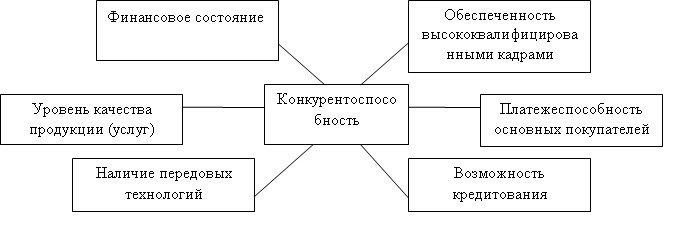 Финансовое состояние
Обеспеченность
высококвалифицирова
нными кадрами
Конкурентоспосо
бность
Уровень качества
продукции (услуг)
Платежеспособность
основных покупателей
Наличие передовых
технологий
Возможность
кредитования